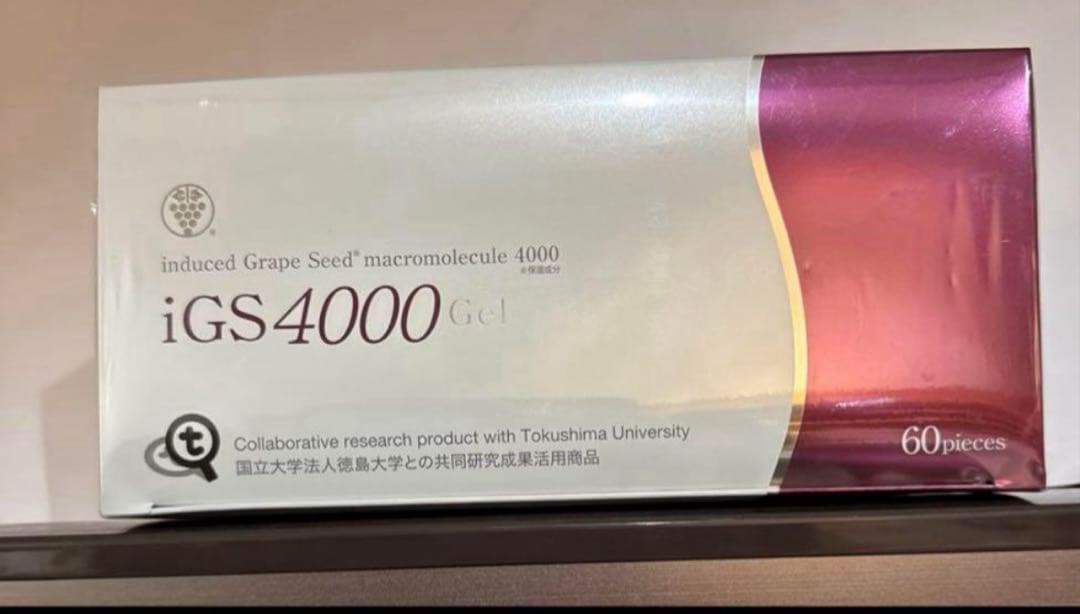 induced Grape Seed® macromolecule 4000
※保湿成分
iGS4000 Gel
t
Collaborative research product with Tokushima University
国立大学法人徳島大学との共同研究成果活用商品
60pieces